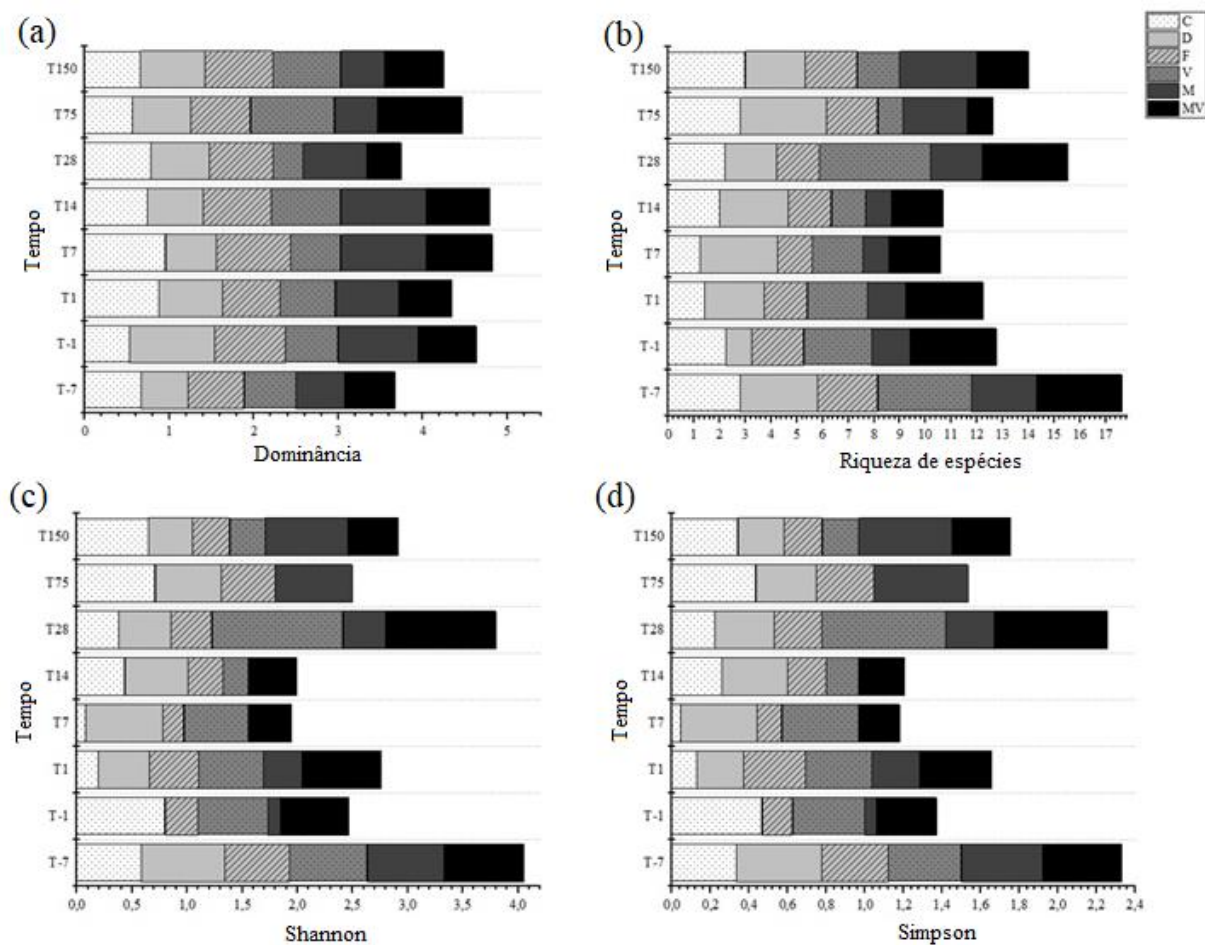 (a)
T150
T75
T28
T14
T7
T1
T-1
T-7
Tempo
0 1 2 3 4 5
Dominância
(b)
T150
T75
T28
T14
T7
T1
T-1
T-7
Tempo
0 1 2 3 4 5 6 7 8 9 10 11 12 13 14 15 16 17
Riqueza de espécies
C
D
F
V
M
MV
(c)
T150
T75
T28
T14
T7
T1
T-1
T-7
Tempo
0,0 0,5 1,0 1,5 2,0 2,5 3,0 3,5 4,0
Shannon
(d)
T150
T75
T28
T14
T7
T1
T-1
T-7
Tempo
0,0 0,2 0,4 0,6 0,8 1,0 1,2 1,4 1,6 1,8 2,0 2,2 2,4
Simpson